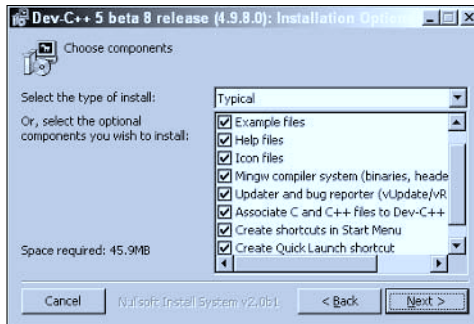 Dev-C++ 5 beta 8 release (4.9.8.0): Installation Options
Choose components
Select the type of install:
Typical
Or, select the optional
components you wish to install:
Example files
Help files
Icon files
Mingw compiler system (binaries, heade
Updater and bug reporter (vUpdate/vR
Associate C and C++ files to Dev-C++
Create shortcuts in Start Menu
Create Quick Launch shortcut
Space required: 45.9MB
Cancel
Nullsoft Install System v2.0b1
< Back
Next >